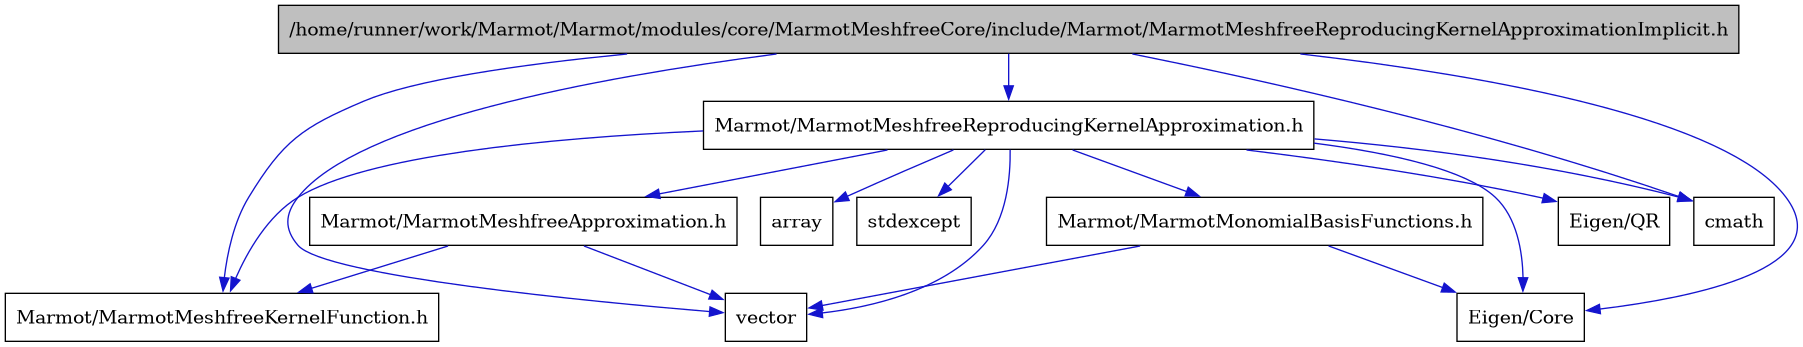 /home/runner/work/Marmot/Marmot/modules/core/MarmotMeshfreeCore/include/Marmot/MarmotMeshfreeReproducingKernelApproximationImplicit.h
Marmot/MarmotMeshfreeReproducingKernelApproximation.h
Marmot/MarmotMeshfreeApproximation.h
array
stdexcept
Marmot/MarmotMonomialBasisFunctions.h
Eigen/QR
cmath
Marmot/MarmotMeshfreeKernelFunction.h
vector
Eigen/Core